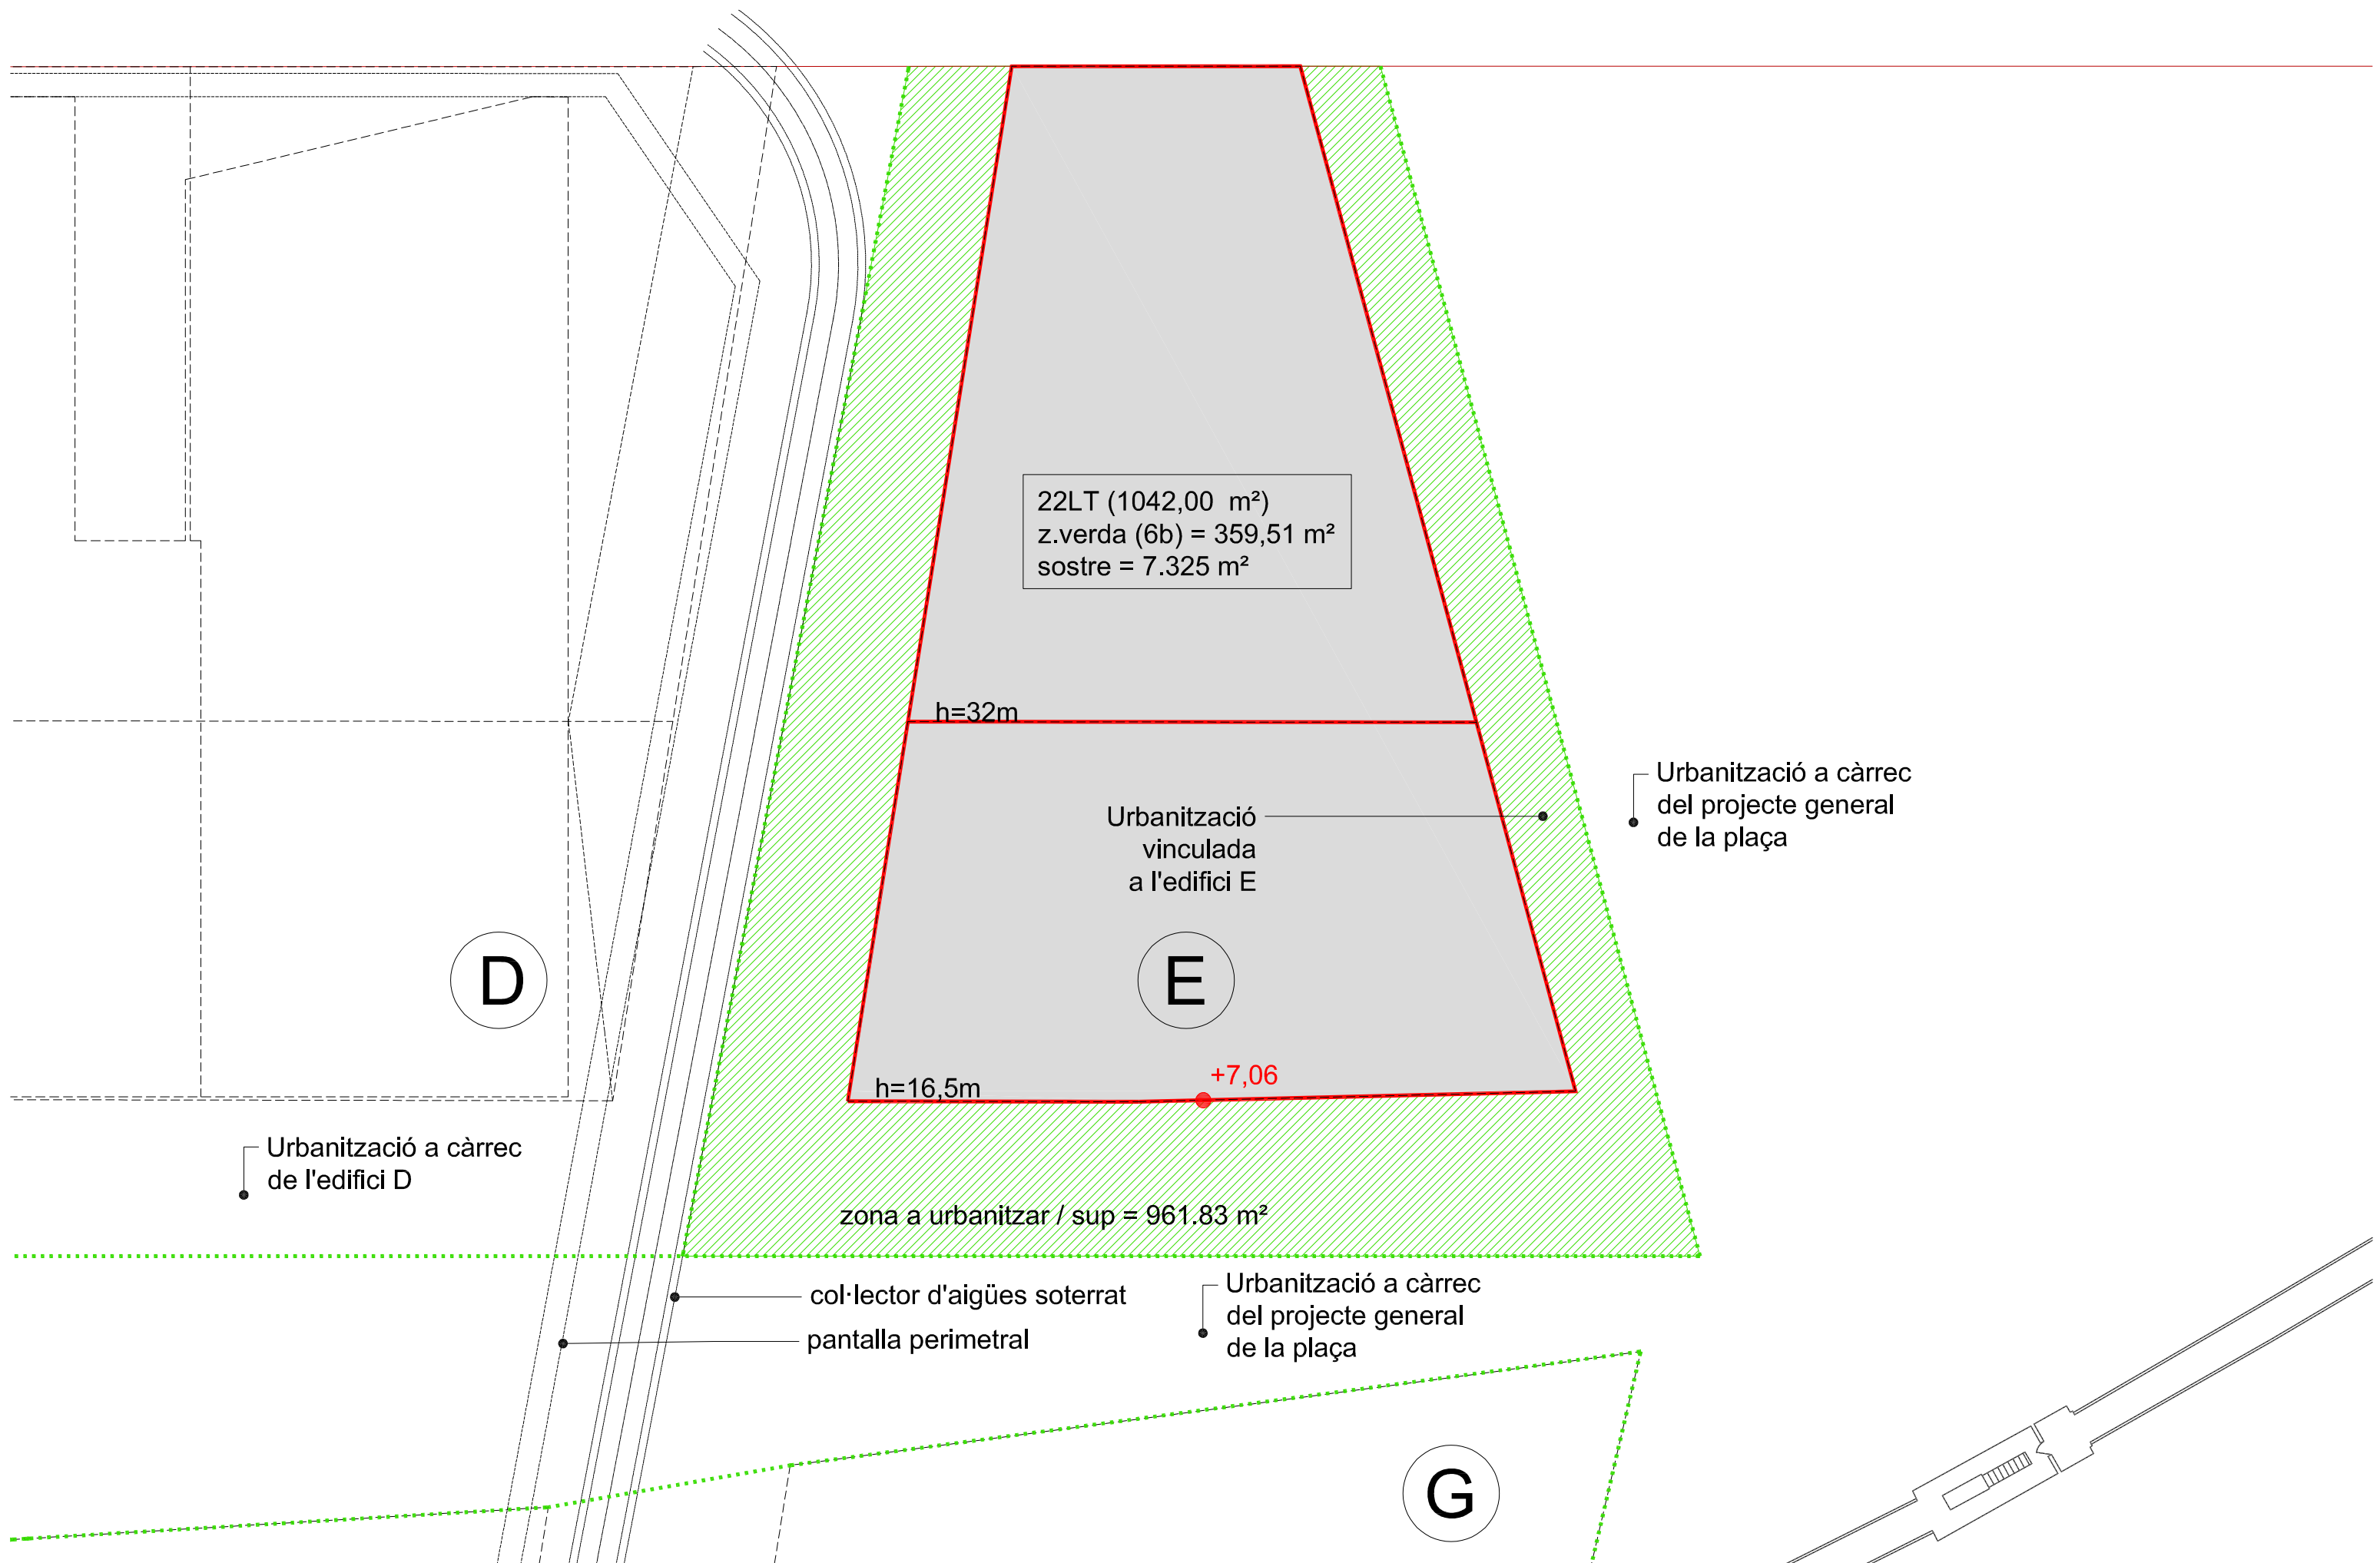 22LT (1042,00 m²)
z.verda (6b) = 359,51 m²
sostre = 7.325 m²
h=32m
Urbanització a càrrec
del projecte general
de la plaça
Urbanització
vinculada
a l'edifici E
D
E
+7,06
h=16,5m
Urbanització a càrrec
de l'edifici D
zona a urbanitzar / sup = 961.83 m²
col·lector d'aigües soterrat
pantalla perimetral
Urbanització a càrrec
del projecte general
de la plaça
G